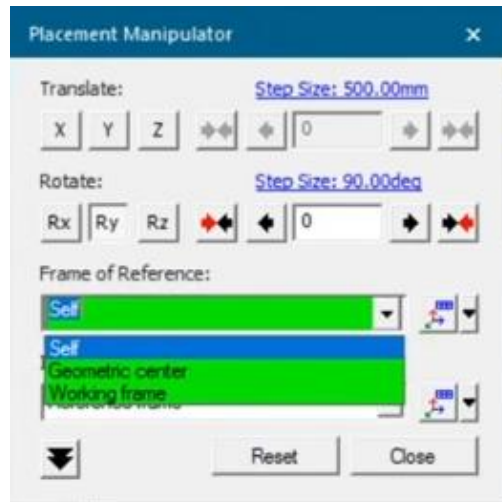 Placement Manipulator
Translate:
Step Size: 500.00mm
X Y Z 0
Rotate:
Step Size: 90.00deg
Rx Ry Rz 0
Frame of Reference:
Self
Self
Geometric center
Working frame
Reset Close